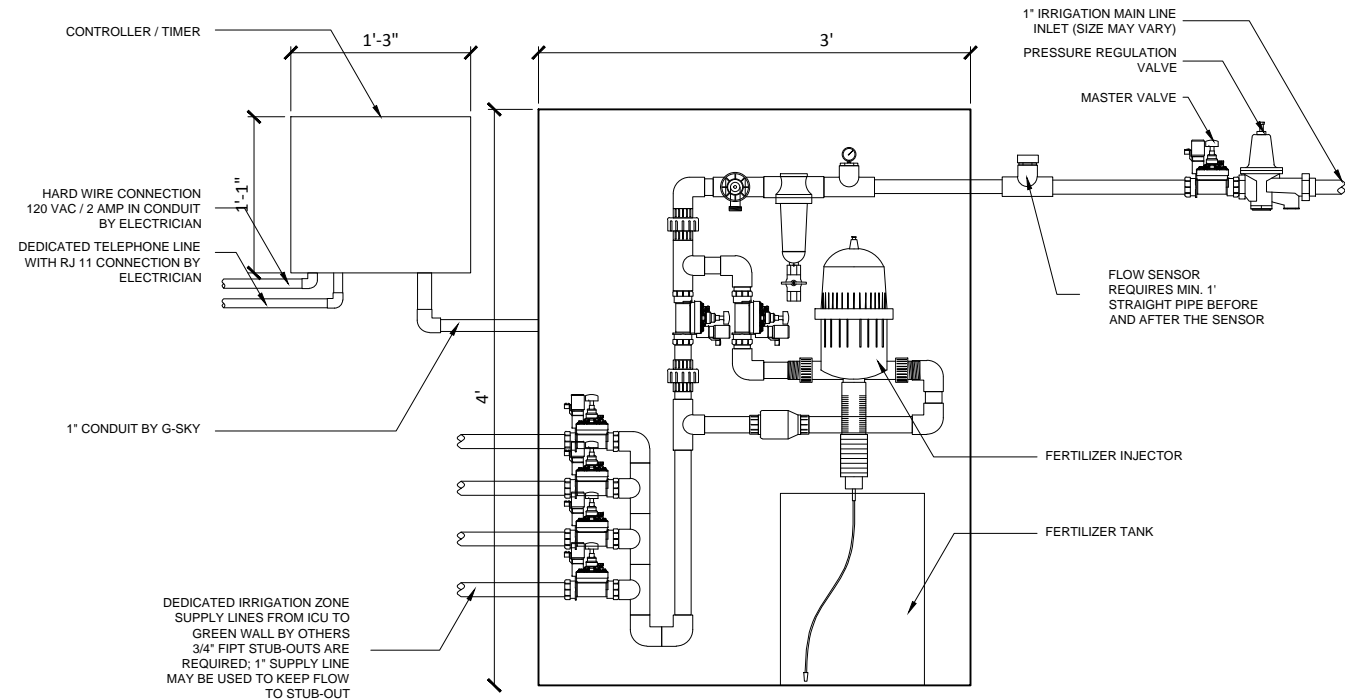 CONTROLLER / TIMER
1'-3"
3'
1" IRRIGATION MAIN LINE
INLET (SIZE MAY VARY)
PRESSURE REGULATION
VALVE
MASTER VALVE
HARD WIRE CONNECTION
120 VAC / 2 AMP IN CONDUIT
BY ELECTRICIAN
1'-1"
DEDICATED TELEPHONE LINE
WITH RJ 11 CONNECTION BY
ELECTRICIAN
FLOW SENSOR
REQUIRES MIN. 1'
STRAIGHT PIPE BEFORE
AND AFTER THE SENSOR
4'
1" CONDUIT BY G-SKY
FERTILIZER INJECTOR
FERTILIZER TANK
DEDICATED IRRIGATION ZONE
SUPPLY LINES FROM ICU TO
GREEN WALL BY OTHERS
3/4" FIPT STUB-OUTS ARE
REQUIRED; 1" SUPPLY LINE
MAY BE USED TO KEEP FLOW
TO STUB-OUT